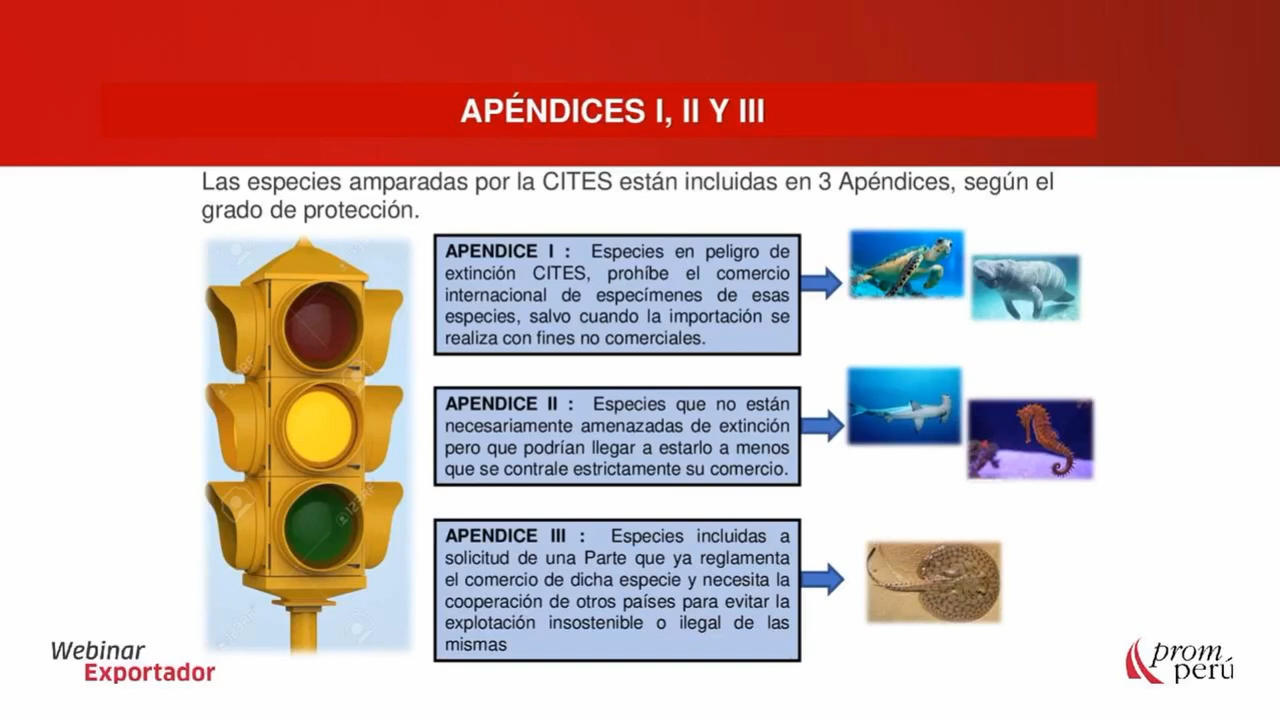 APÉNDICES I, II Y III
Las especies amparadas por la CITES están incluidas en 3 Apéndices, según el
grado de protección.
APENDICE I : Especies en peligro de
extinción CITES, prohíbe el comercio
internacional de especímenes de esas
especies, salvo cuando la importación se
realiza con fines no comerciales.
APENDICE II : Especies que no están
necesariamente amenazadas de extinción
pero que podrían llegar a estarlo a menos
que se contrale estrictamente su comercio.
APENDICE III : Especies incluidas a
solicitud de una Parte que ya reglamenta
el comercio de dicha especie y necesita la
cooperación de otros países para evitar la
explotación insostenible o ilegal de las
mismas
Webinar
Exportador
prom
perú